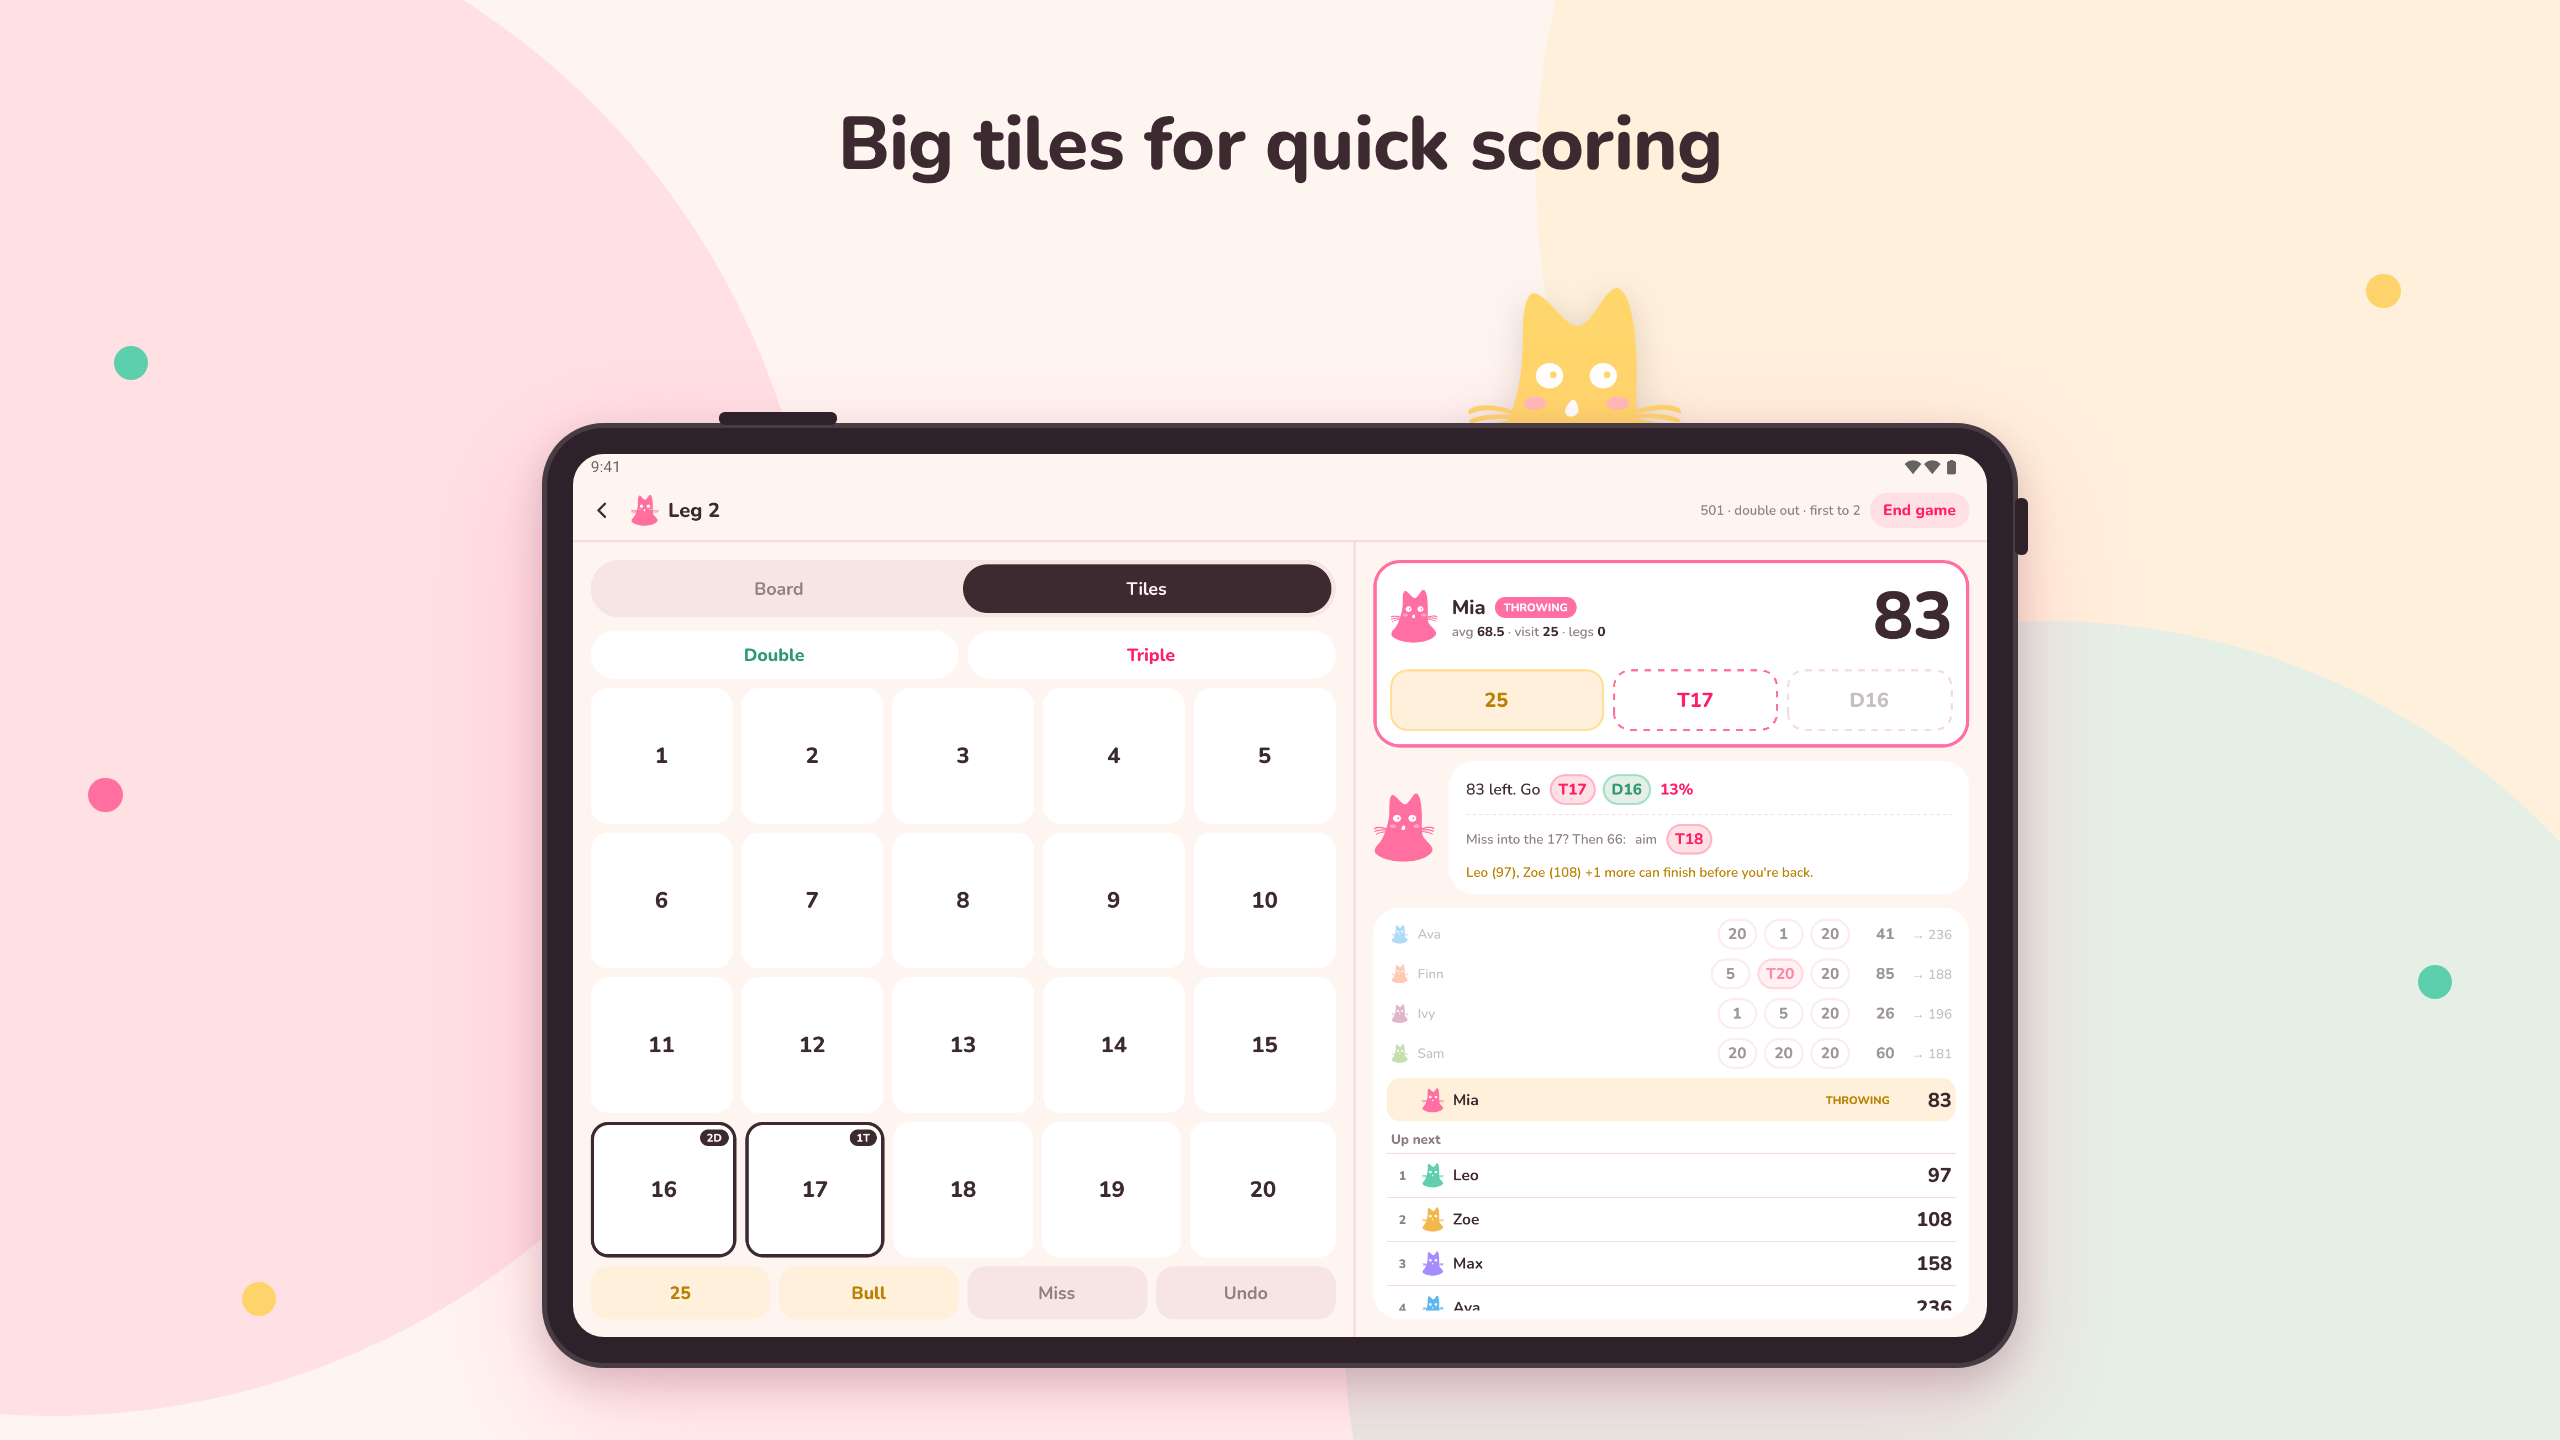 Big tiles for quick scoring
9:41
Leg 2
501 · double out · first to 2
End game
Board
Tiles
Double
Triple
1
2
3
4
5
6
7
8
9
10
11
12
13
14
15
16
2D
17
1T
18
19
20
25
Bull
Miss
Undo
Mia
THROWING
avg 68.5 · visit 25 · legs 0
83
25
T17
D16
83 left. Go T17 D16 13%
Miss into the 17? Then 66: aim T18
Leo (97), Zoe (108) +1 more can finish before you're back.
Ava 20 1 20 41 → 236
Finn 5 T20 20 85 → 188
Ivy 1 5 20 26 → 196
Sam 20 20 20 60 → 181
Mia THROWING 83
Up next
1 Leo 97
2 Zoe 108
3 Max 158
4 Ava 236